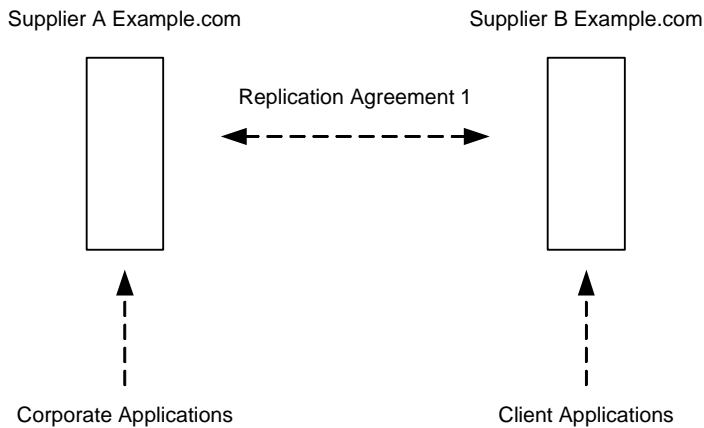 Supplier A Example.com
Supplier B Example.com
Replication Agreement 1
Corporate Applications
Client Applications